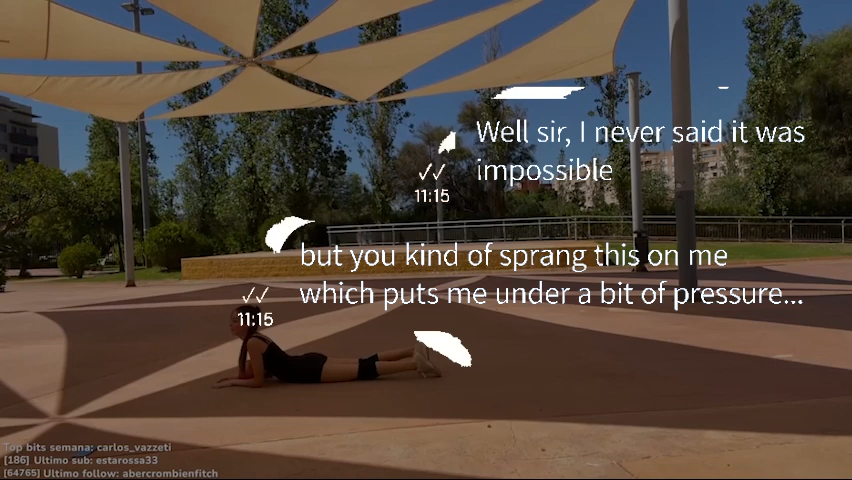 Well sir, I never said it was
impossible
11:15
but you kind of sprang this on me
which puts me under a bit of pressure...
11:15
Top bits semana: carlos_vazzeti
[186] Ultimo sub: estarossa33
[64765] Ultimo follow: abercrombienfitch